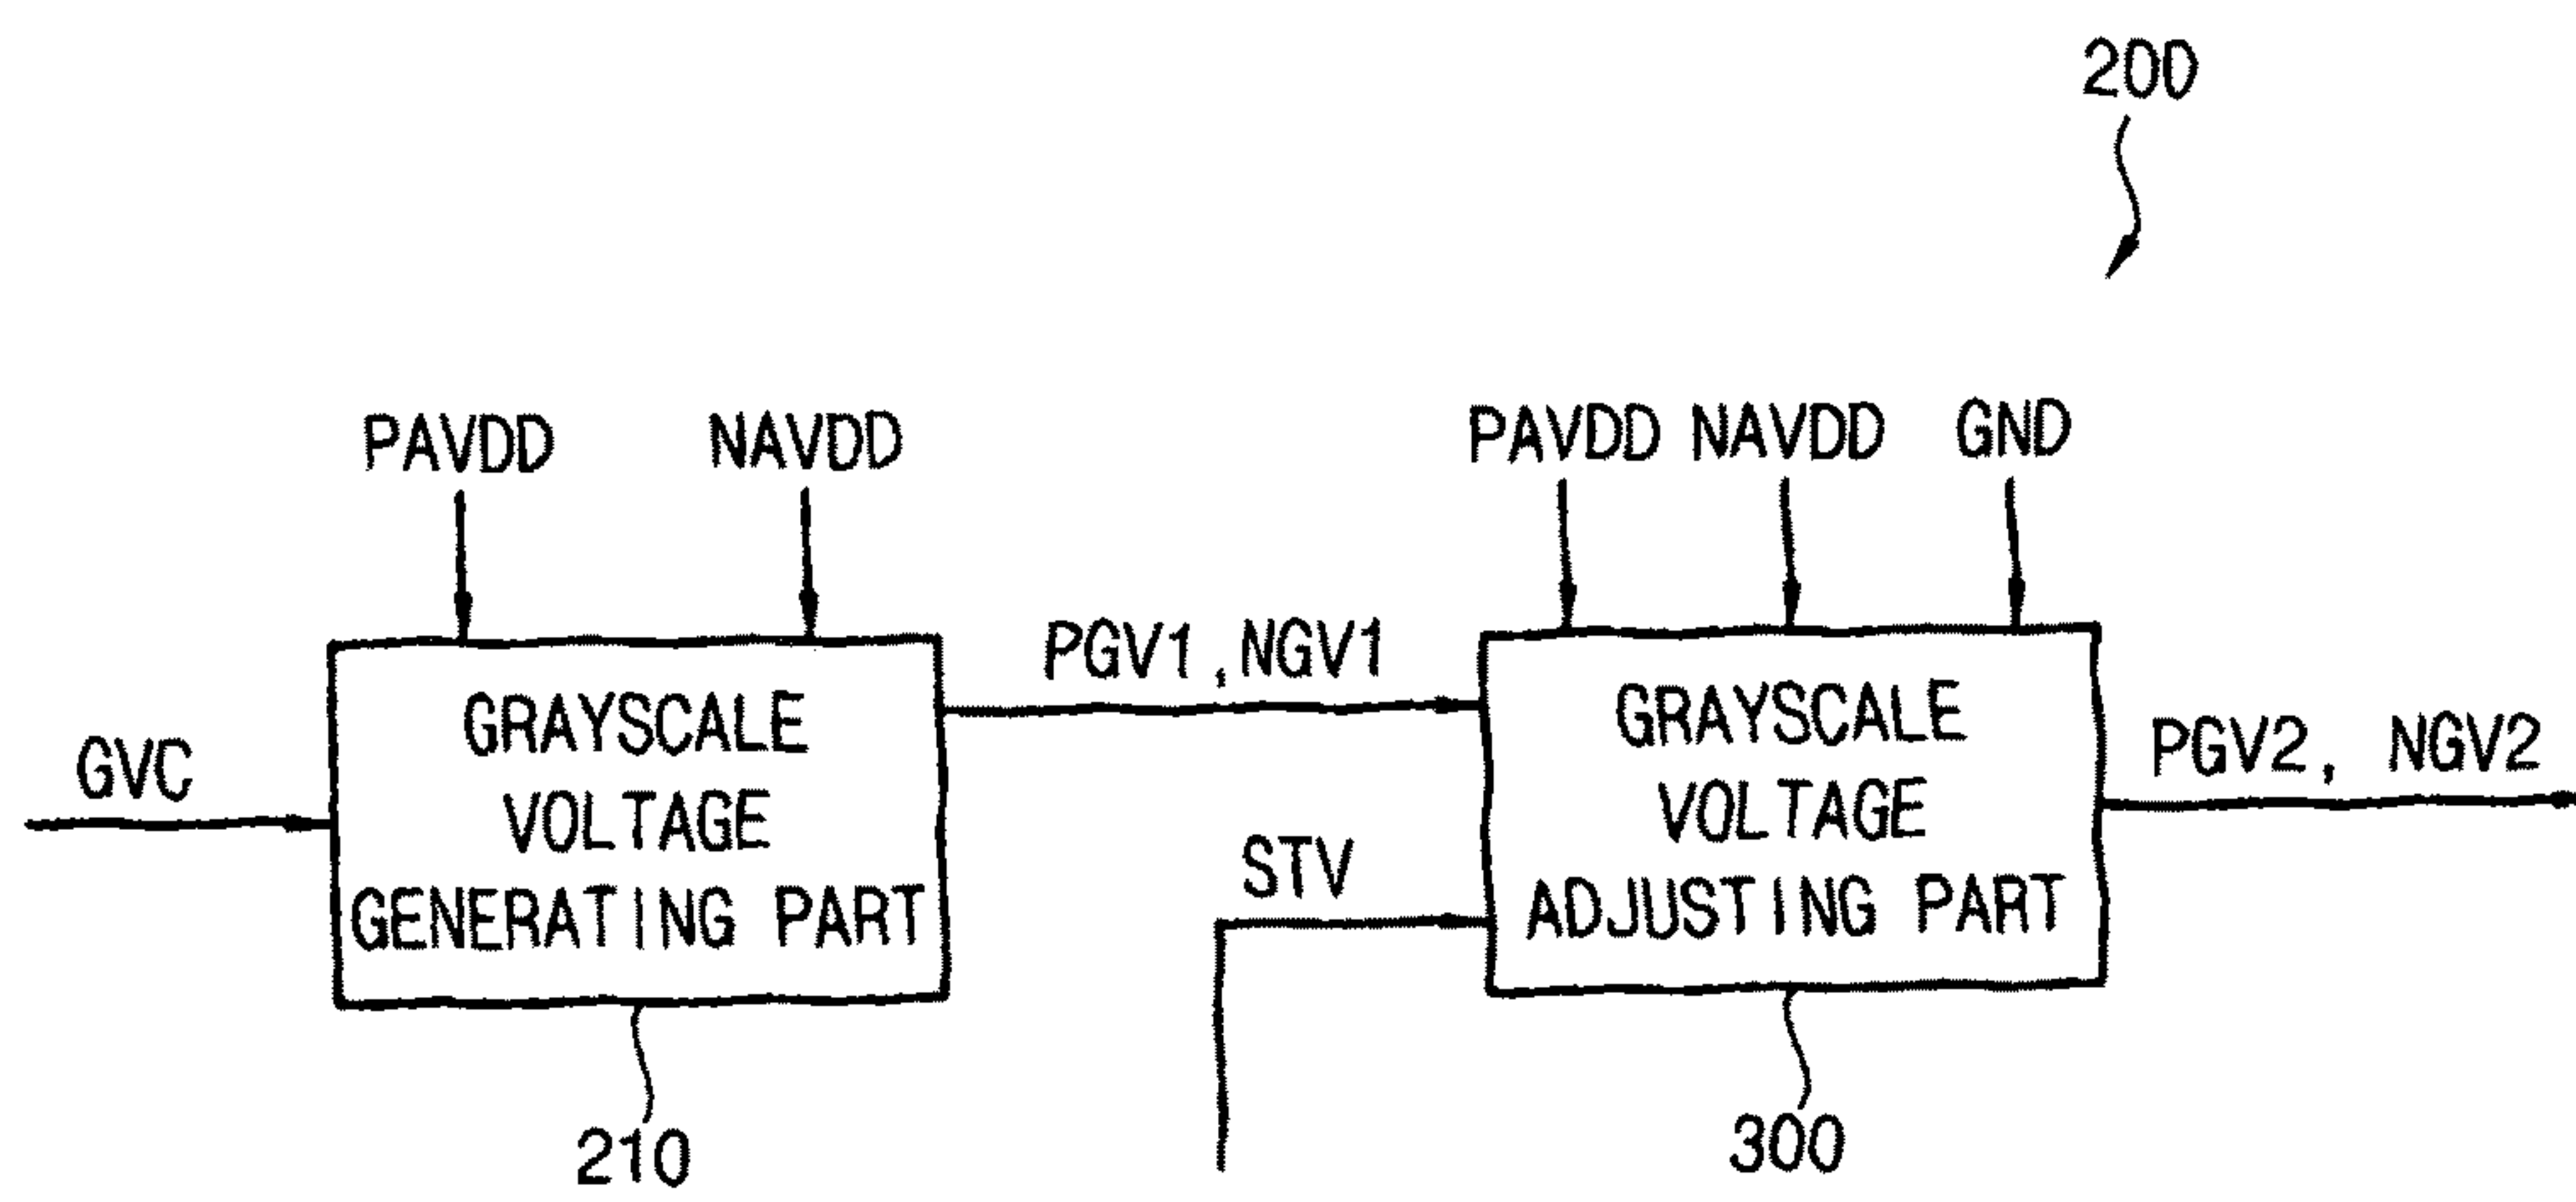 200
PAVDD NAVDD
PAVDD NAVDD GND
GVC
GRAYSCALE
VOLTAGE
GENERATING PART
PGV1,NGV1
STV
GRAYSCALE
VOLTAGE
ADJUSTING PART
PGV2, NGV2
210
300